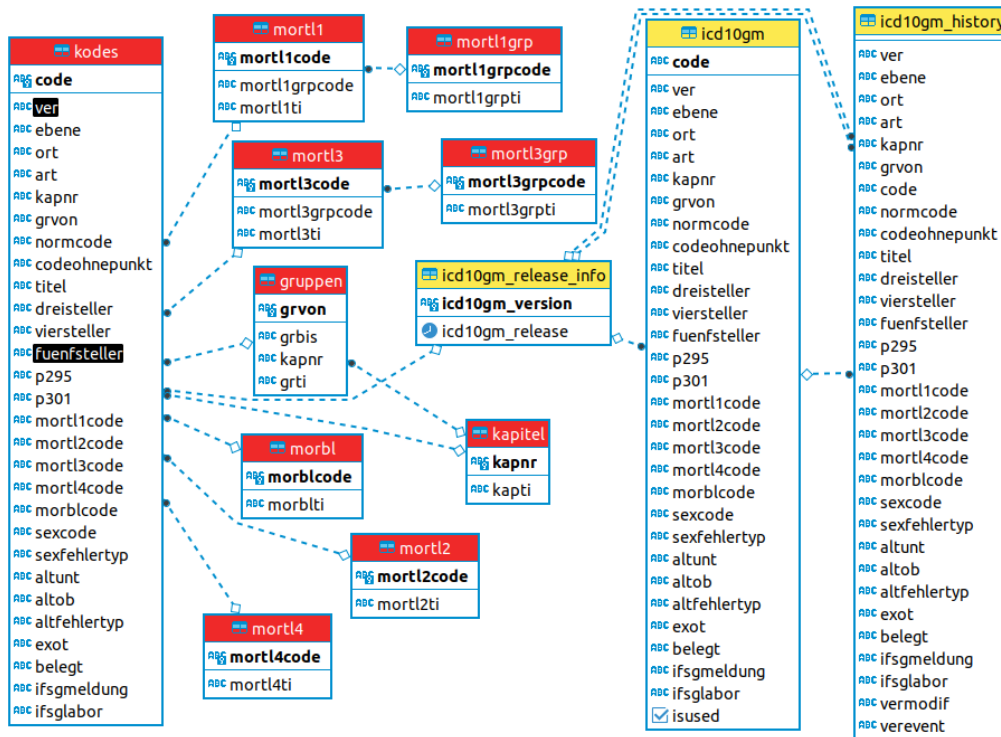 kodes
code
ver
ebene
ort
art
kapnr
grvon
normcode
codeohnepunkt
titel
dreisteller
viersteller
fuenfsteller
p295
p301
mortl1code
mortl2code
mortl3code
mortl4code
morblcode
sexcode
sexfehlertyp
altunt
altob
altfehlertyp
exot
belegt
ifsgmeldung
ifsglabor
mortl1
mortl1code
mortl1grpcode
mortl1ti
mortl1grp
mortl1grpcode
mortl1grpti
mortl3
mortl3code
mortl3grpcode
mortl3ti
mortl3grp
mortl3grpcode
mortl3grpti
gruppen
grvon
grbis
kapnr
grti
icd10gm_release_info
icd10gm_version
icd10gm_release
morbl
morblcode
morblti
kapitel
kapnr
kapti
mortl2
mortl2code
mortl2ti
mortl4
mortl4code
mortl4ti
icd10gm
code
ver
ebene
ort
art
kapnr
grvon
normcode
codeohnepunkt
titel
dreisteller
viersteller
fuenfsteller
p295
p301
mortl1code
mortl2code
mortl3code
mortl4code
morblcode
sexcode
sexfehlertyp
altunt
altob
altfehlertyp
exot
belegt
ifsgmeldung
ifsglabor
isused
icd10gm_history
ver
ebene
ort
art
kapnr
grvon
code
normcode
codeohnepunkt
titel
dreisteller
viersteller
fuenfsteller
p295
p301
mortl1code
mortl2code
mortl3code
mortl4code
morblcode
sexcode
sexfehlertyp
altunt
altob
altfehlertyp
exot
belegt
ifsgmeldung
ifsglabor
vermodif
verevent